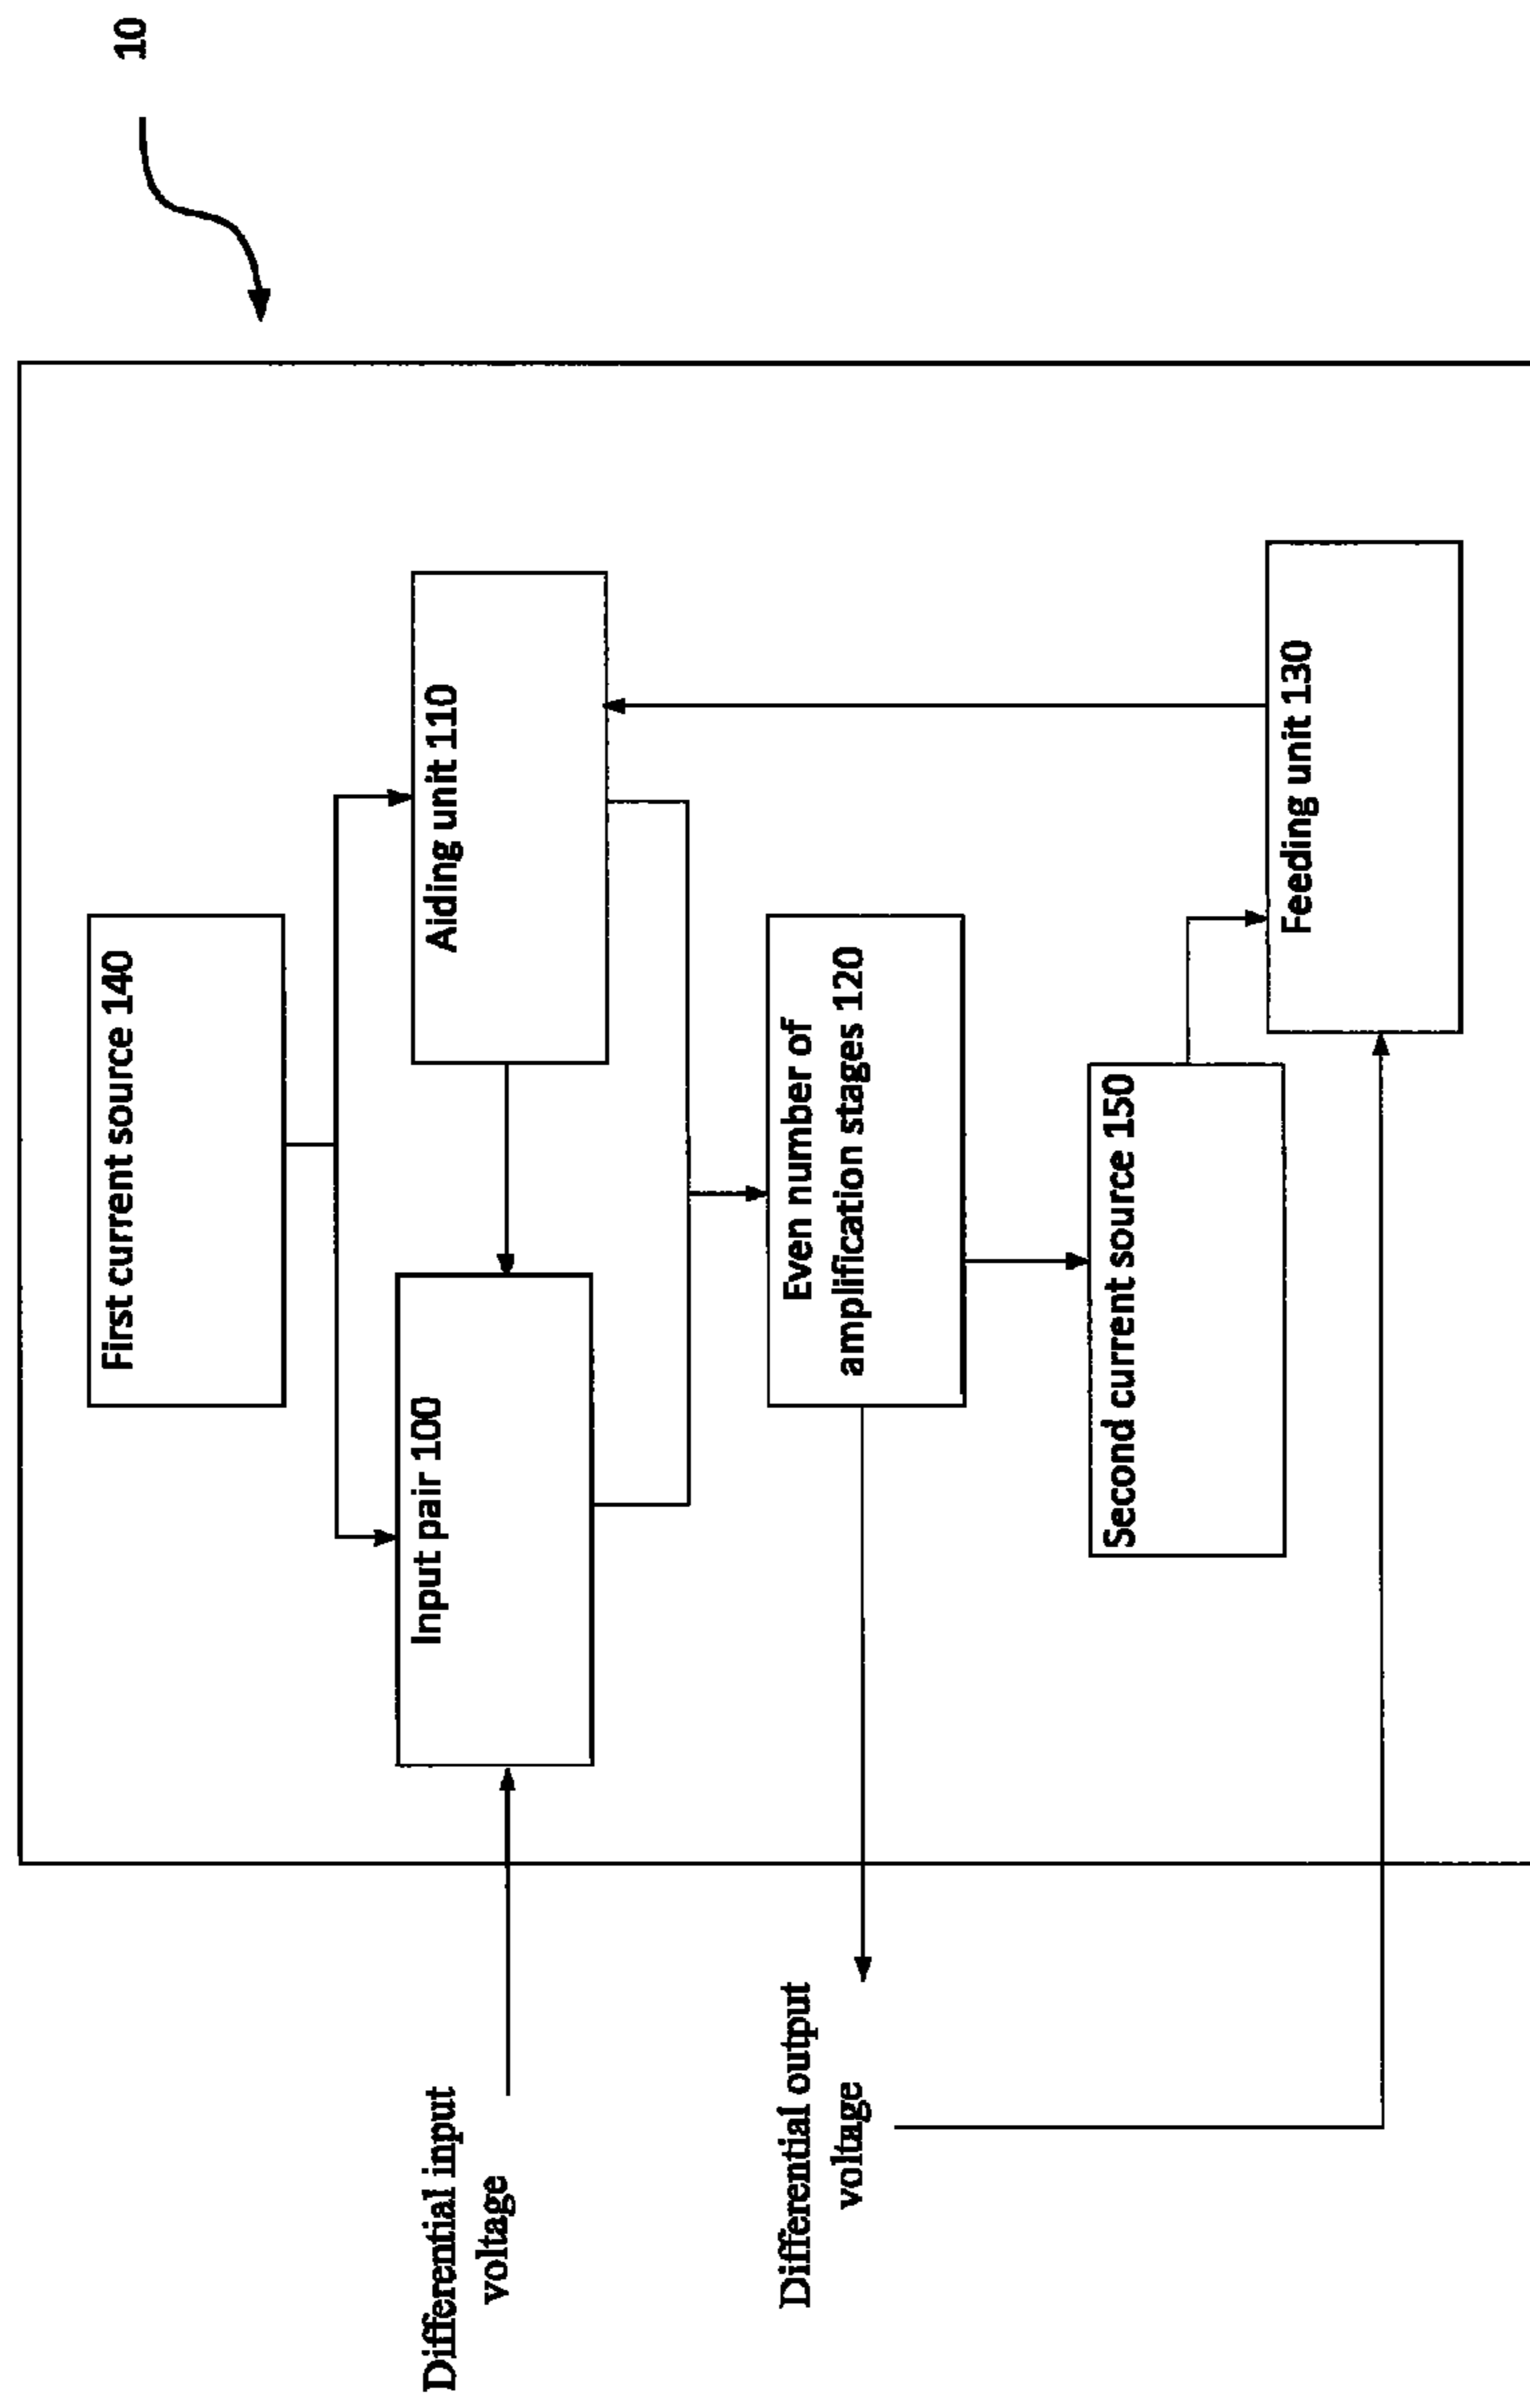 10
First current source 140
Input pair 100
Aiding unit 110
Differential input
voltage
Even number of
amplification stages 120
Differential output
voltage
Second current source 150
Feeding unit 130